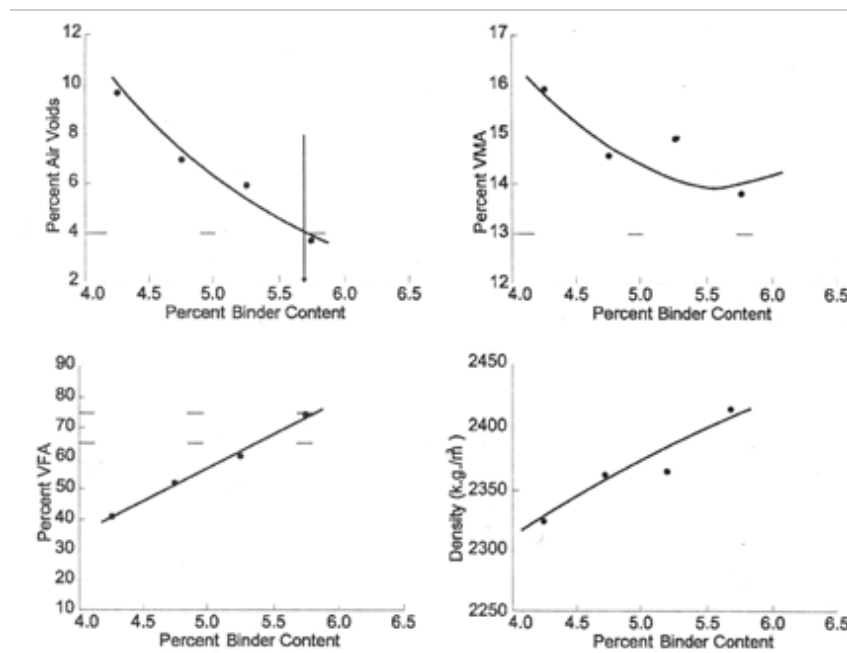 12
10
8
6
4
2
Percent Air Voids
4.0 4.5 5.0 5.5 6.0 6.5
Percent Binder Content
17
16
15
14
13
12
Percent VMA
4.0 4.5 5.0 5.5 6.0 6.5
Percent Binder Content
90
80
70
60
50
40
30
20
10
Percent VFA
4.0 4.5 5.0 5.5 6.0 6.5
Percent Binder Content
2450
2400
2350
2300
2250
Density (k.g./m³)
4.0 4.5 5.0 5.5 6.0 6.5
Percent Binder Content